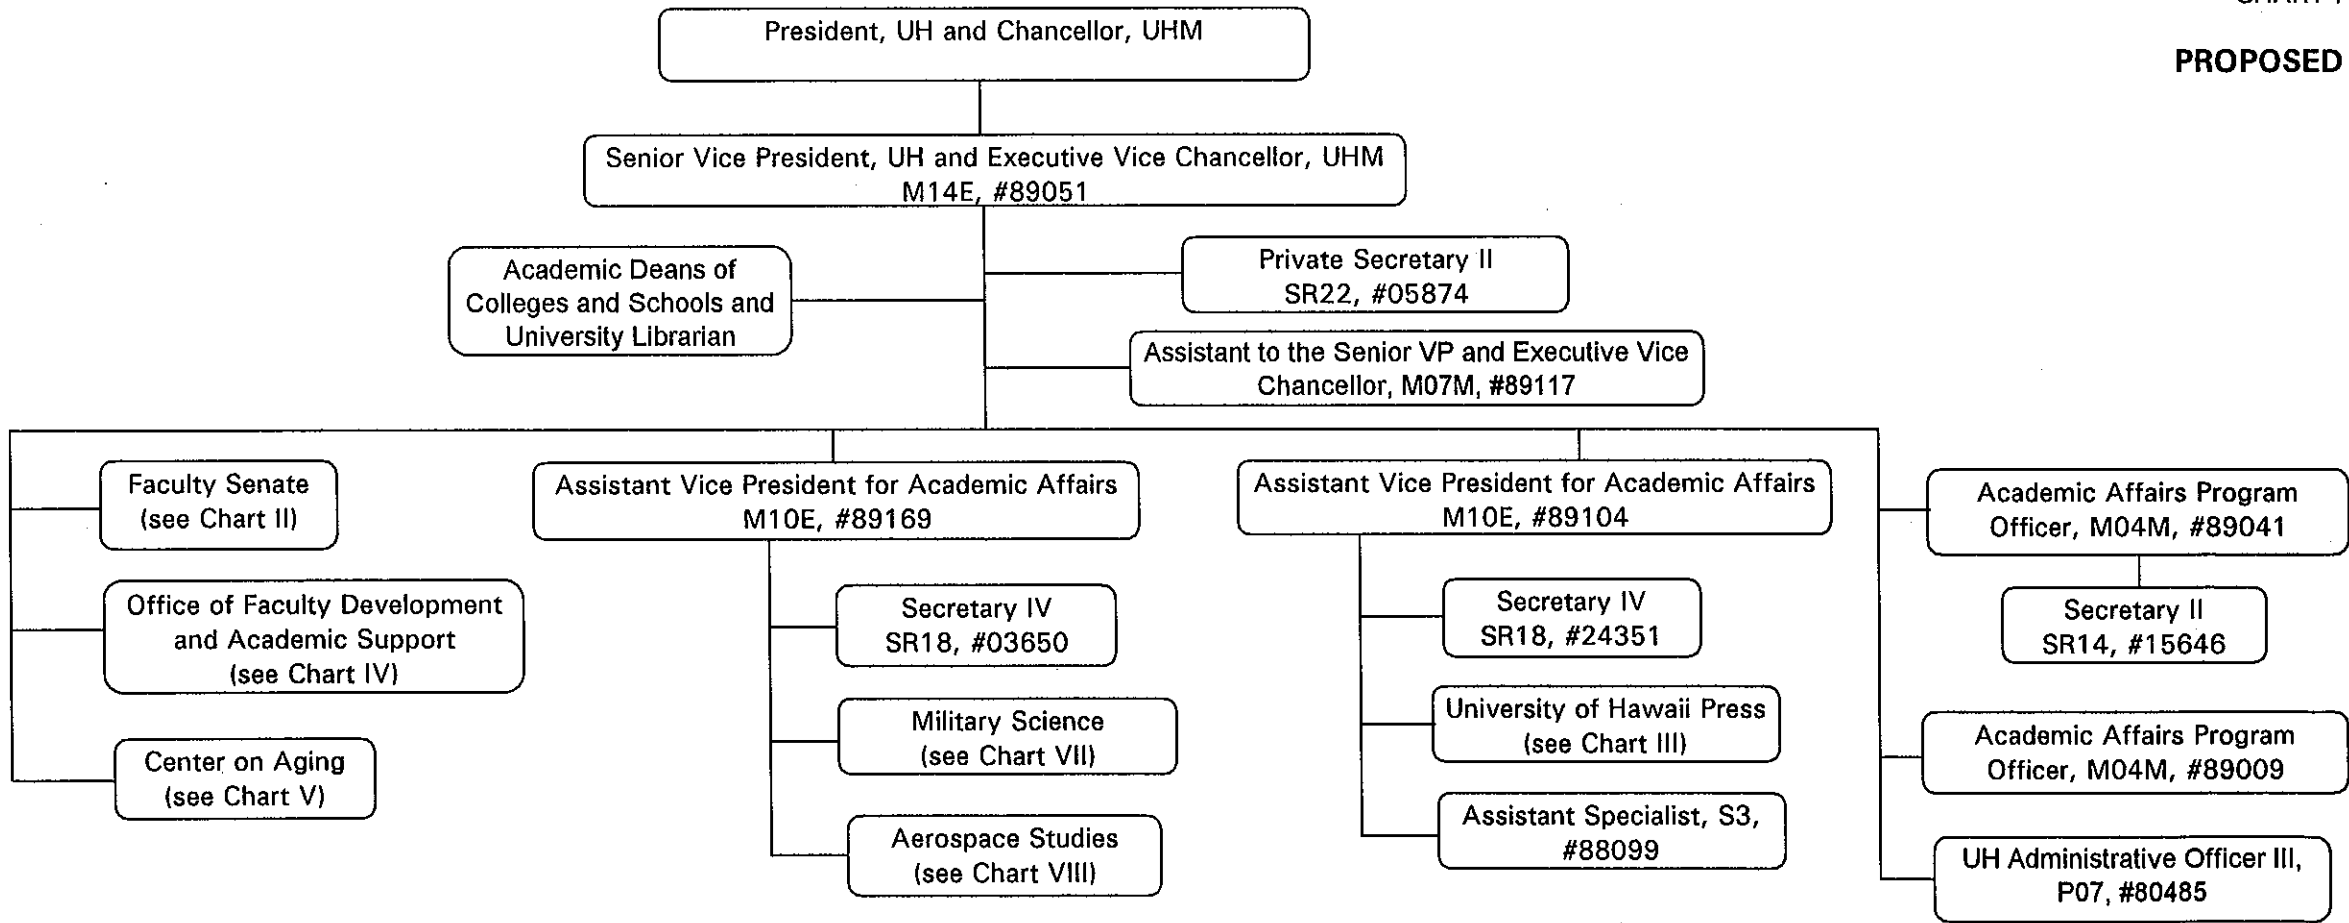 CHART I
PROPOSED
President, UH and Chancellor, UHM
Senior Vice President, UH and Executive Vice Chancellor, UHM
M14E, #89051
Academic Deans of
Colleges and Schools and
University Librarian
Private Secretary II
SR22, #05874
Assistant to the Senior VP and Executive Vice
Chancellor, M07M, #89117
Faculty Senate
(see Chart II)
Office of Faculty Development
and Academic Support
(see Chart IV)
Center on Aging
(see Chart V)
Assistant Vice President for Academic Affairs
M10E, #89169
Secretary IV
SR18, #03650
Military Science
(see Chart VII)
Aerospace Studies
(see Chart VIII)
Assistant Vice President for Academic Affairs
M10E, #89104
Secretary IV
SR18, #24351
University of Hawaii Press
(see Chart III)
Assistant Specialist, S3,
#88099
Academic Affairs Program
Officer, M04M, #89041
Secretary II
SR14, #15646
Academic Affairs Program
Officer, M04M, #89009
UH Administrative Officer III,
P07, #80485